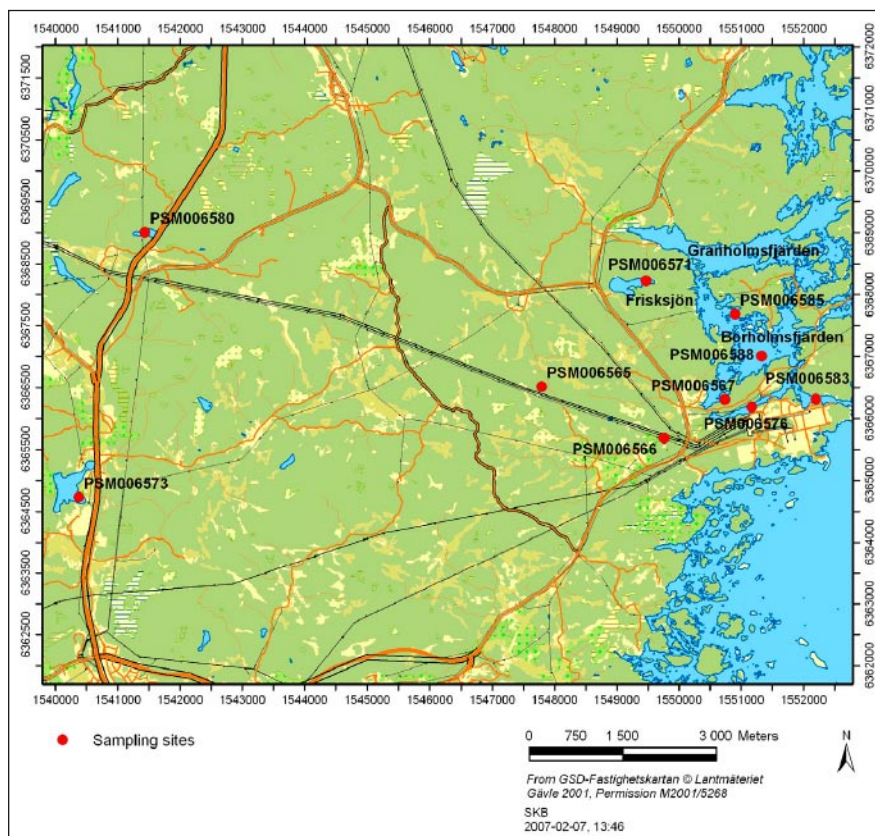 1540000 1541000 1542000 1543000 1544000 1545000 1546000 1547000 1548000 1549000 1550000 1551000 1552000
6371500
6370500
6369500
6368500
6367500
6366500
6365500
6364500
6363500
6362500
6372000
6371000
6370000
6369000
6368000
6367000
6366000
6365000
6364000
6363000
6362000
PSM006580
Granholmsfjärden
PSM006571
Frisksjön
PSM006585
Borholmsfjärden
PSM006588
PSM006565
PSM006567
PSM006583
PSM006576
PSM006566
PSM006573
1540000 1541000 1542000 1543000 1544000 1545000 1546000 1547000 1548000 1549000 1550000 1551000 1552000
Sampling sites
0 750 1 500 3 000 Meters
N
From GSD-Fastighetskartan © Lantmäteriet
Gävle 2001, Permission M2001/5268
SKB
2007-02-07, 13:46